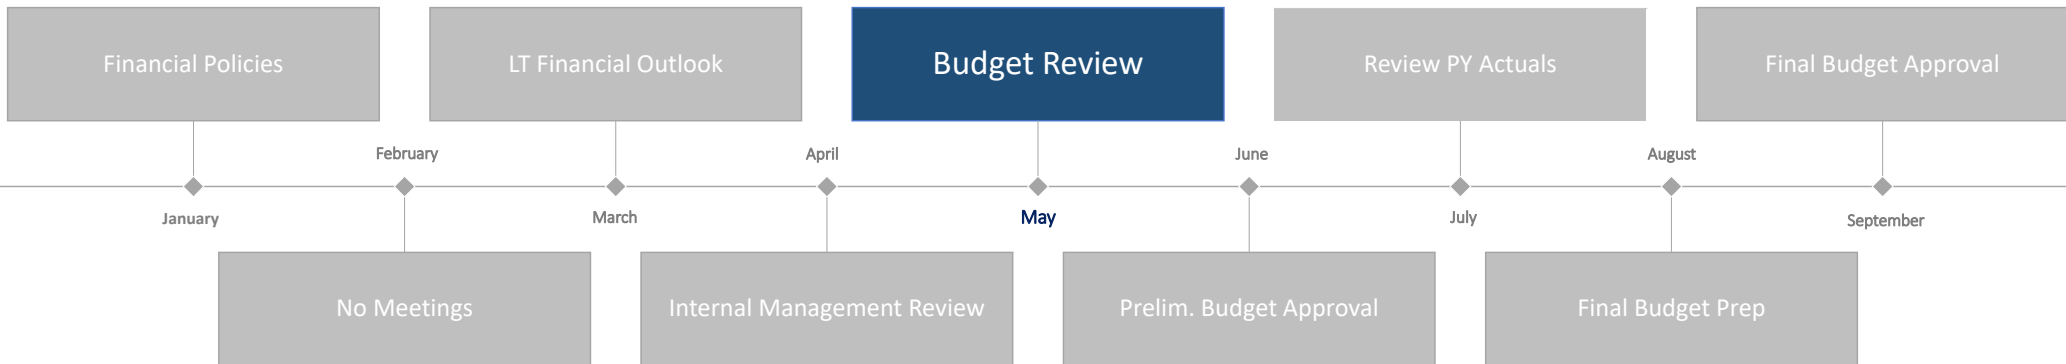 Financial Policies
LT Financial Outlook
Budget Review
Review PY Actuals
Final Budget Approval
February
April
June
August
January
March
May
July
September
No Meetings
Internal Management Review
Prelim. Budget Approval
Final Budget Prep